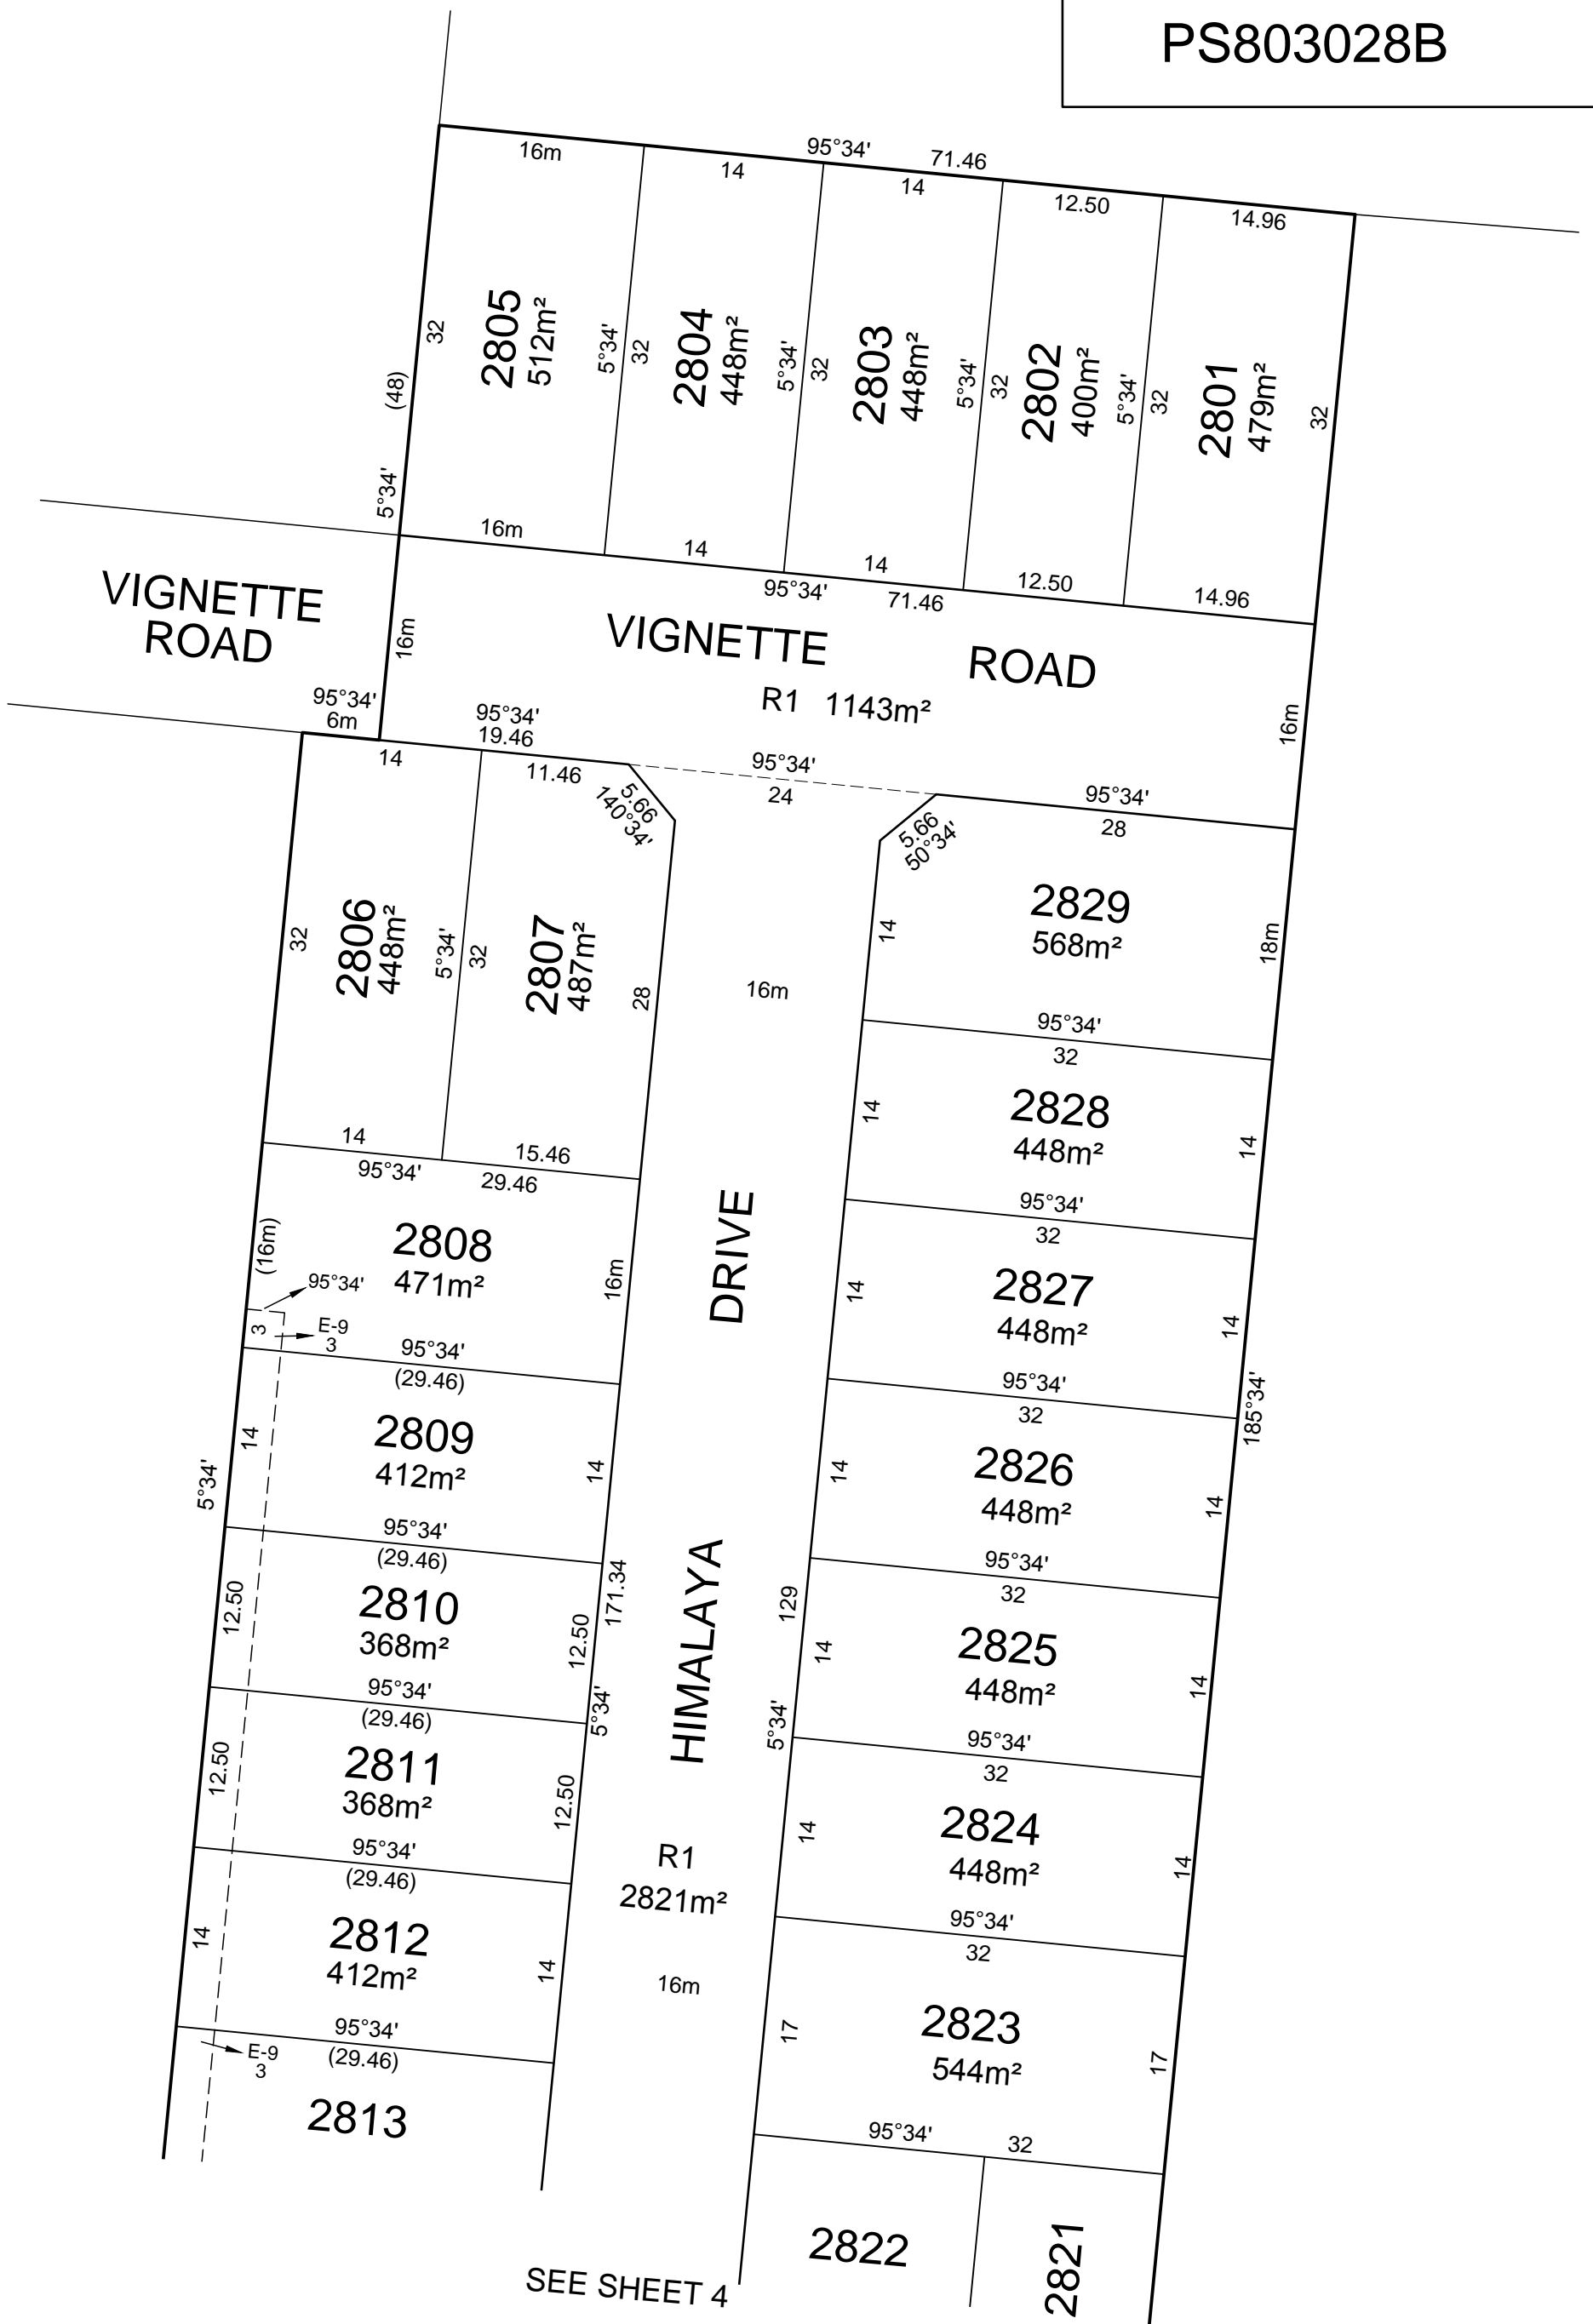 PS803028B
95°34' 71.46
16m
14
14
12.50
14.96
32
(48)
5°34'
2805
512m²
5°34'
32
2804
448m²
5°34'
32
2803
448m²
5°34'
32
2802
400m²
5°34'
32
2801
479m²
32
16m
14
14
12.50
14.96
95°34' 71.46
VIGNETTE
ROAD
16m
VIGNETTE ROAD
R1 1143m²
16m
95°34'
6m
95°34'
19.46
14
11.46
5.66
140°34'
95°34'
24
5.66
50°34'
95°34'
28
32
2806
448m²
5°34'
32
2807
487m²
28
16m
14
2829
568m²
18m
95°34'
32
14
2828
448m²
14
14
15.46
95°34' 29.46
95°34'
32
(16m)
2808
471m²
16m
95°34'
3
E-9
3
DRIVE
14
2827
448m²
14
95°34'
(29.46)
95°34'
32
185°34'
14
2809
412m²
14
5°34'
14
2826
448m²
14
95°34'
(29.46)
95°34'
32
12.50
2810
368m²
12.50
171.34
5°34'
HIMALAYA
129
5°34'
14
2825
448m²
14
95°34'
(29.46)
95°34'
32
12.50
2811
368m²
12.50
14
2824
448m²
14
95°34'
(29.46)
R1
2821m²
95°34'
32
14
2812
412m²
14
16m
17
2823
544m²
17
95°34'
(29.46)
E-9
3
2813
95°34' 32
2822
2821
SEE SHEET 4